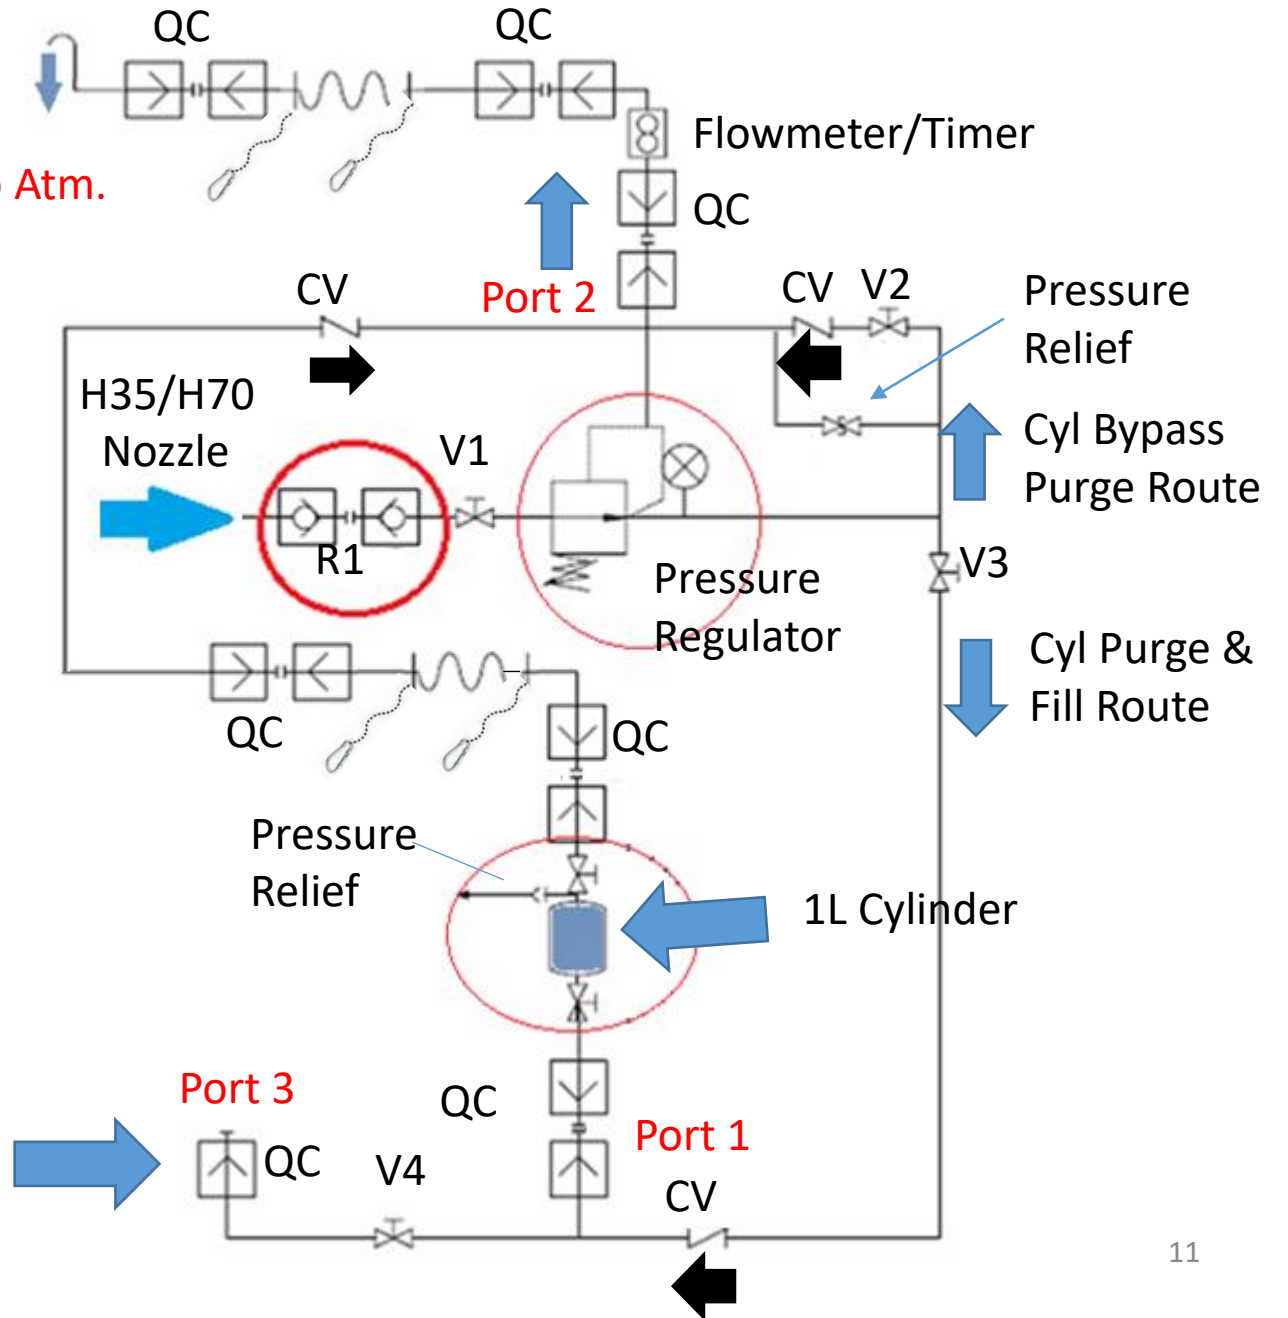 QC
QC
Flowmeter/Timer
Atm.
QC
Port 2
CV
CV
V2
Pressure
Relief
H35/H70
Nozzle
V1
Cyl Bypass
Purge Route
R1
V3
Pressure
Regulator
Cyl Purge &
Fill Route
QC
QC
Pressure
Relief
1L Cylinder
Port 3
QC
Port 1
QC
V4
CV
11